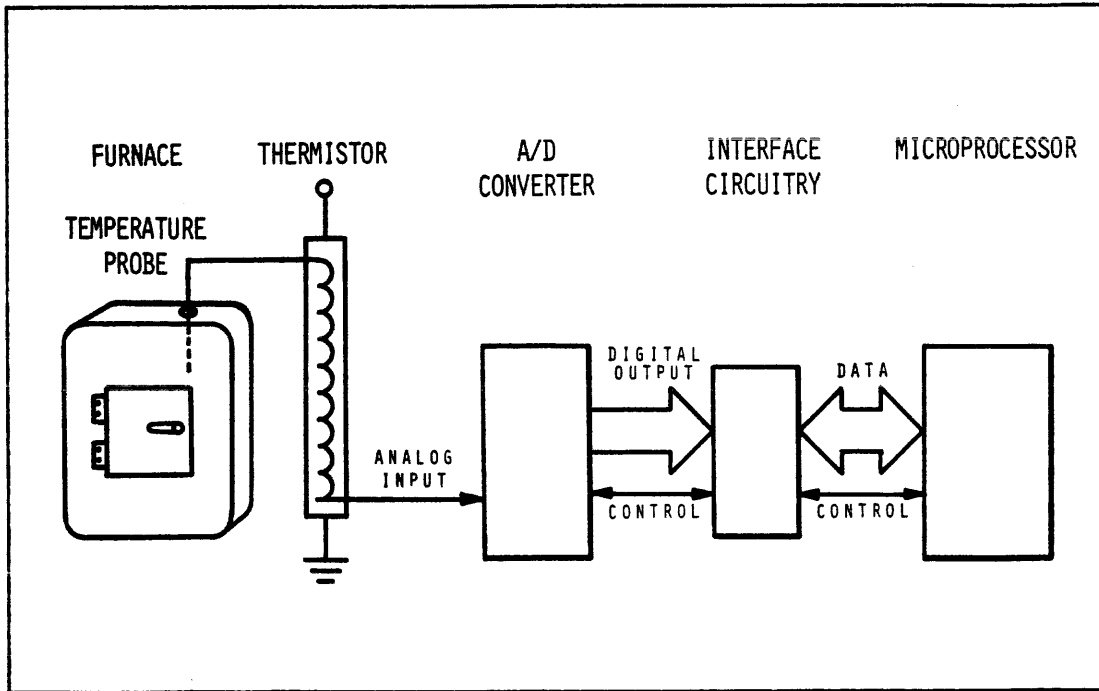 FURNACE
THERMISTOR
A/D
CONVERTER
INTERFACE
CIRCUITRY
MICROPROCESSOR
TEMPERATURE
PROBE
ANALOG
INPUT
DIGITAL
OUTPUT
CONTROL
DATA
CONTROL